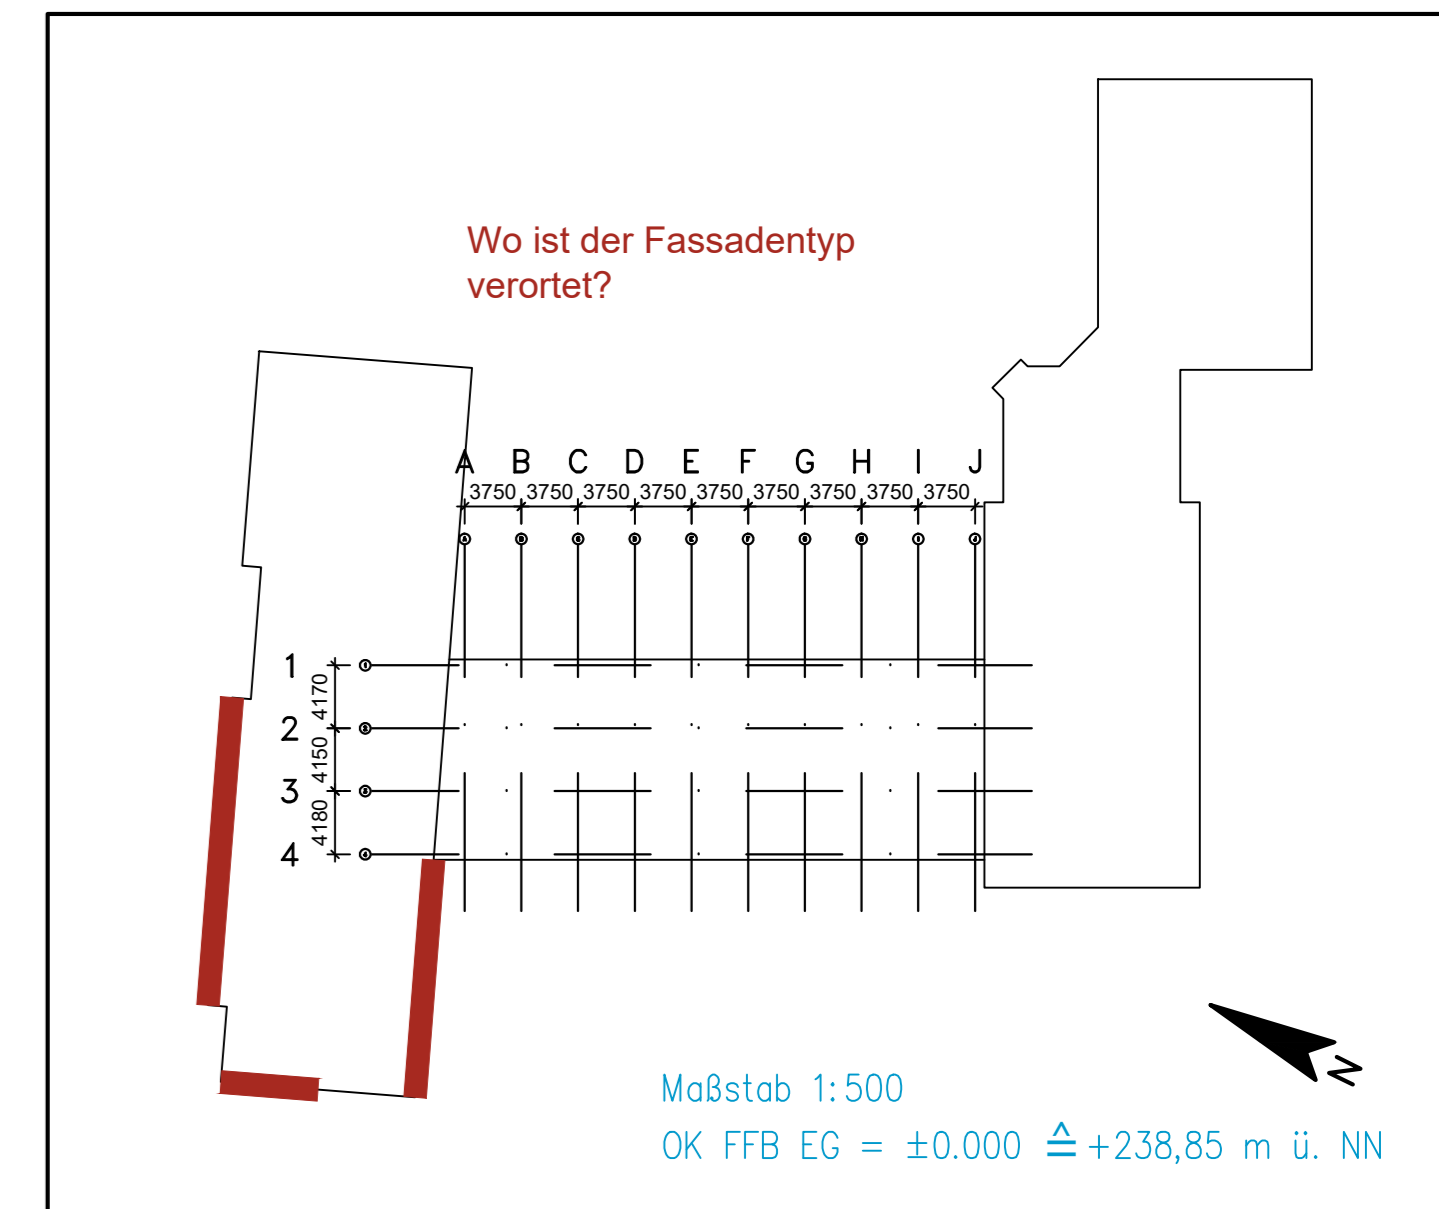 Wo ist der Fassadentyp
verortet?
A B C D E F G H I J
3750 3750 3750 3750 3750 3750 3750 3750 3750
1
4170
2
4150
3
4180
4
N
Maßstab 1:500
OK FFB EG = ±0.000 ≙ +238,85 m ü. NN